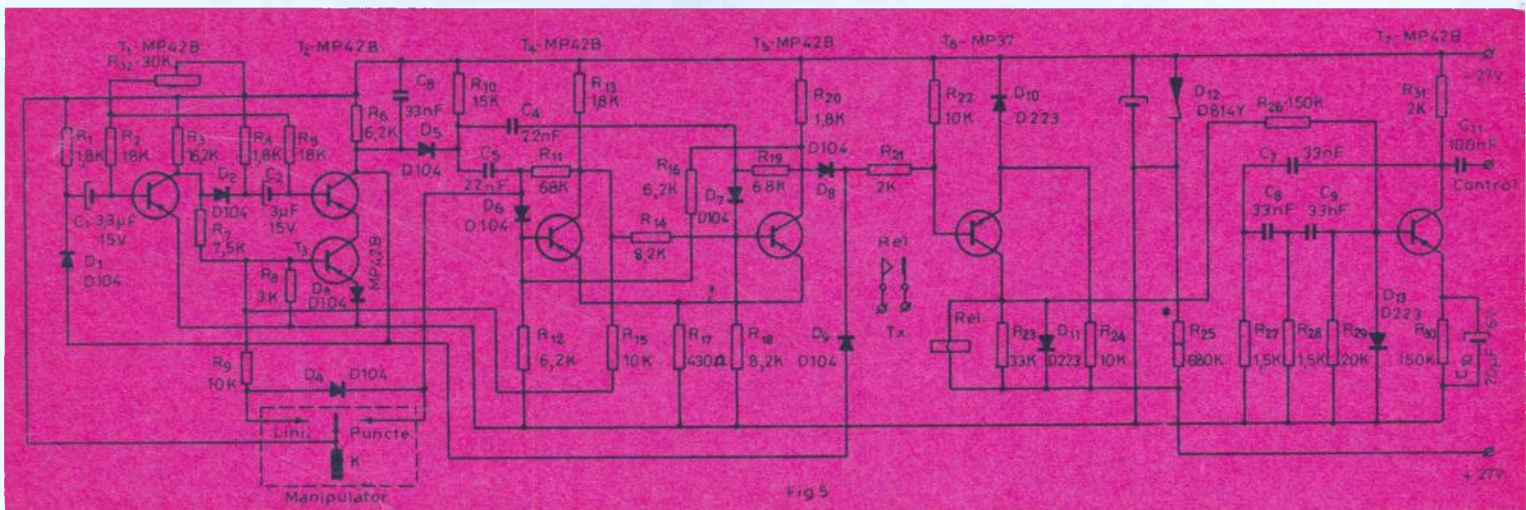 T1-MP42B
R32-30K
T2-MP42B
T4-MP42B
T5-MP42B
T6-MP37
T7-MP42B
-27V
R1
1,8K
R2
18K
R3
16,2K
R4
1,8K
R5
18K
R6
6,2K
C6
33nF
R10
15K
R13
1,8K
R20
1,8K
R22
10K
D10
D223
D12
D814Y
R26-150K
R31
2K
C11
100nF
Control
D2
D104
C2
3µF
15V
D5
D104
C4
22nF
C5
22nF
R11
68K
R16
6,2K
D7
D104
R19
6.8K
D104
D8
R21
2K
C7
33nF
C8
33nF
C9
33nF
C1 33µF
15V
R7
7,5K
T3
MP42B
D6
D104
R14
8,2K
D1
D104
R8
3K
D3
D104
R9
10K
D4
D104
R12
6,2K
R15
10K
R17
430Ω
R18
8,2K
D9
D104
Rel.
Tx
Rel.
R23
33K
D11
D223
R24
10K
R25
680K
R27
1,5K
R28
1,5K
R29
20K
D13
D223
R30
150K
C10
20µF
6V
Linii
Puncte
K
Manipulator
Fig 5
+27V